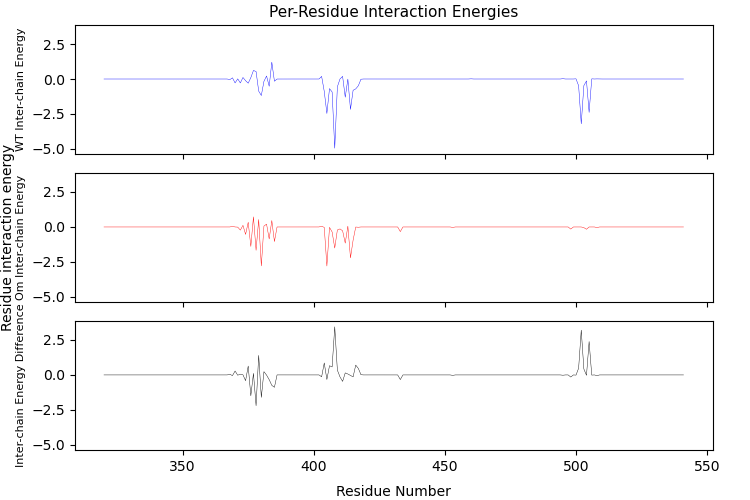 Per-Residue Interaction Energies
WT Inter-chain Energy
2.5
0.0
−2.5
−5.0
Residue interaction energy
Om Inter-chain Energy
2.5
0.0
−2.5
−5.0
Inter-chain Energy Difference
2.5
0.0
−2.5
−5.0
350
400
450
500
550
Residue Number